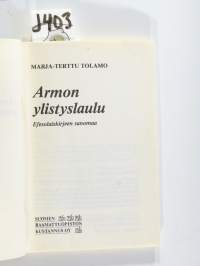 J403
MARJA-TERTTU TOLAMO
Armon
ylistyslaulu
Efesolaiskirjeen sanomaa
SUOMEN
RAAMATTUOPISTON
KUSTANNUS OY